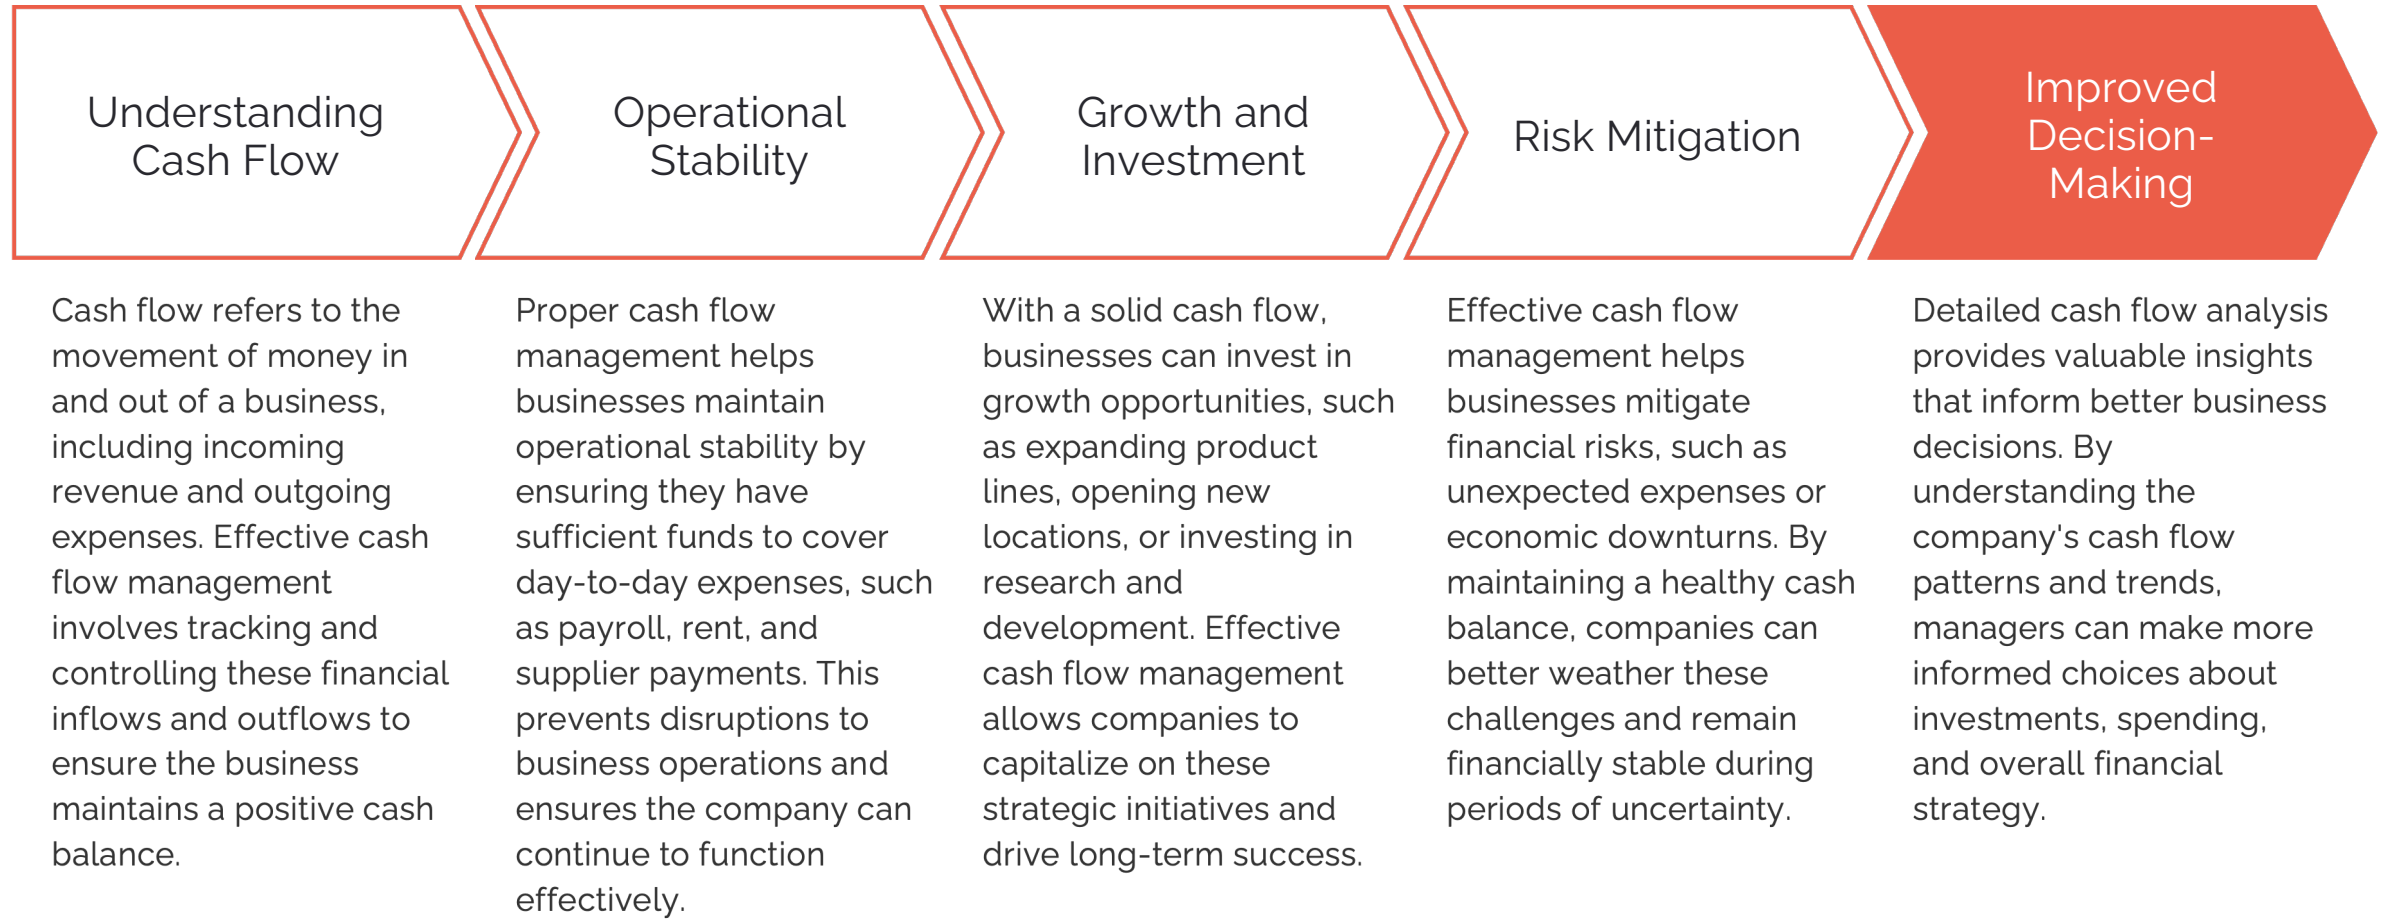 Understanding
Cash Flow
Cash flow refers to the
movement of money in
and out of a business,
including incoming
revenue and outgoing
expenses. Effective cash
flow management
involves tracking and
controlling these financial
inflows and outflows to
ensure the business
maintains a positive cash
balance.
Operational
Stability
Proper cash flow
management helps
businesses maintain
operational stability by
ensuring they have
sufficient funds to cover
day-to-day expenses, such
as payroll, rent, and
supplier payments. This
prevents disruptions to
business operations and
ensures the company can
continue to function
effectively.
Growth and
Investment
With a solid cash flow,
businesses can invest in
growth opportunities, such
as expanding product
lines, opening new
locations, or investing in
research and
development. Effective
cash flow management
allows companies to
capitalize on these
strategic initiatives and
drive long-term success.
Risk Mitigation
Effective cash flow
management helps
businesses mitigate
financial risks, such as
unexpected expenses or
economic downturns. By
maintaining a healthy cash
balance, companies can
better weather these
challenges and remain
financially stable during
periods of uncertainty.
Improved
Decision-
Making
Detailed cash flow analysis
provides valuable insights
that inform better business
decisions. By
understanding the
company's cash flow
patterns and trends,
managers can make more
informed choices about
investments, spending,
and overall financial
strategy.